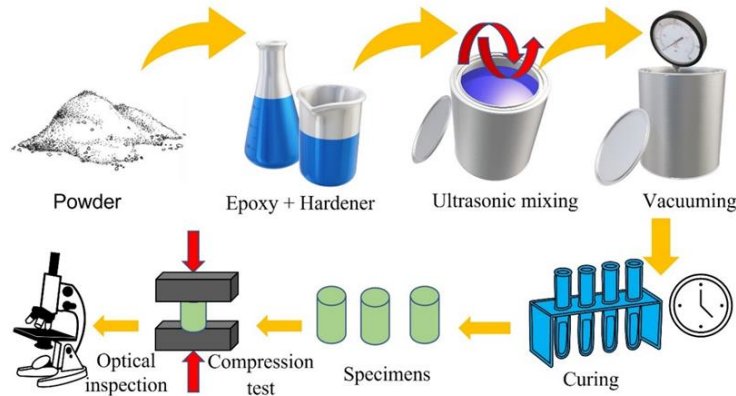 Powder
Epoxy + Hardener
Ultrasonic mixing
Vacuuming
Optical
inspection
Compression
test
Specimens
Curing